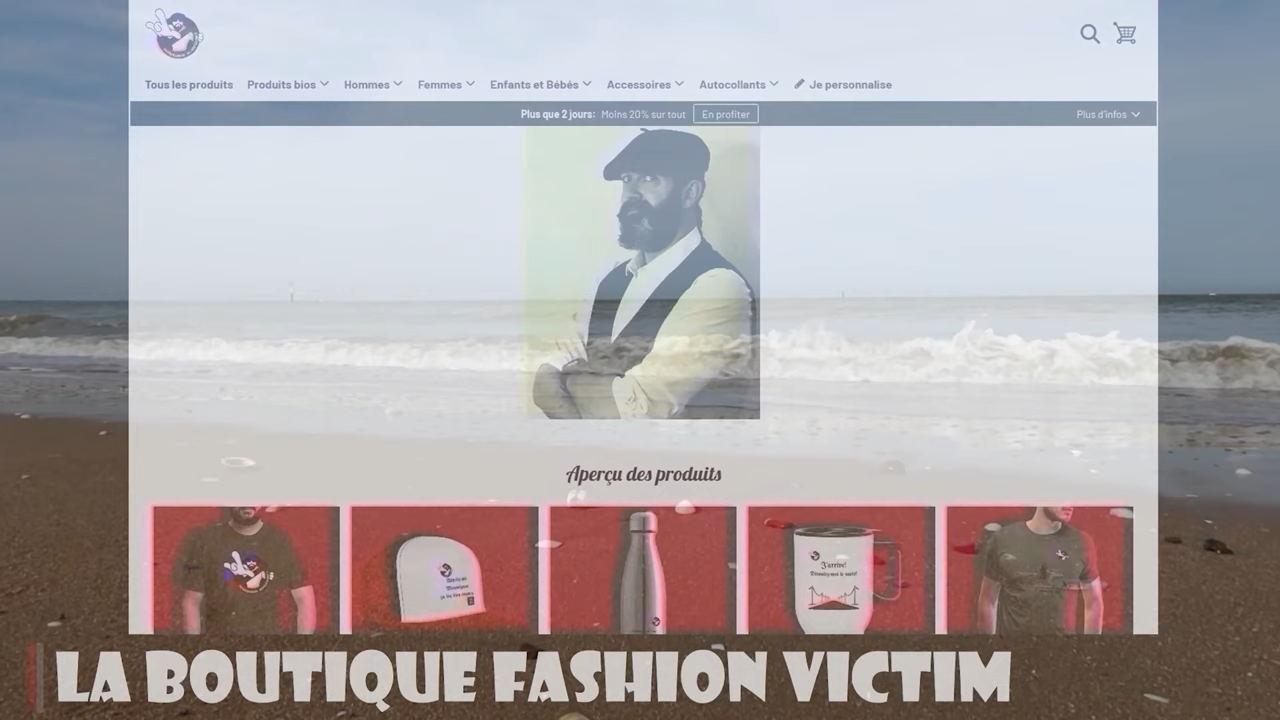 Tous les produits Produits bios Hommes Femmes Enfants et Bébés Accessoires Autocollants Je personnalise
Plus que 2 jours: Moins 20% sur tout En profiter Plus d'infos
Aperçu des produits
J'arrive!
LA BOUTIQUE FASHION VICTIM